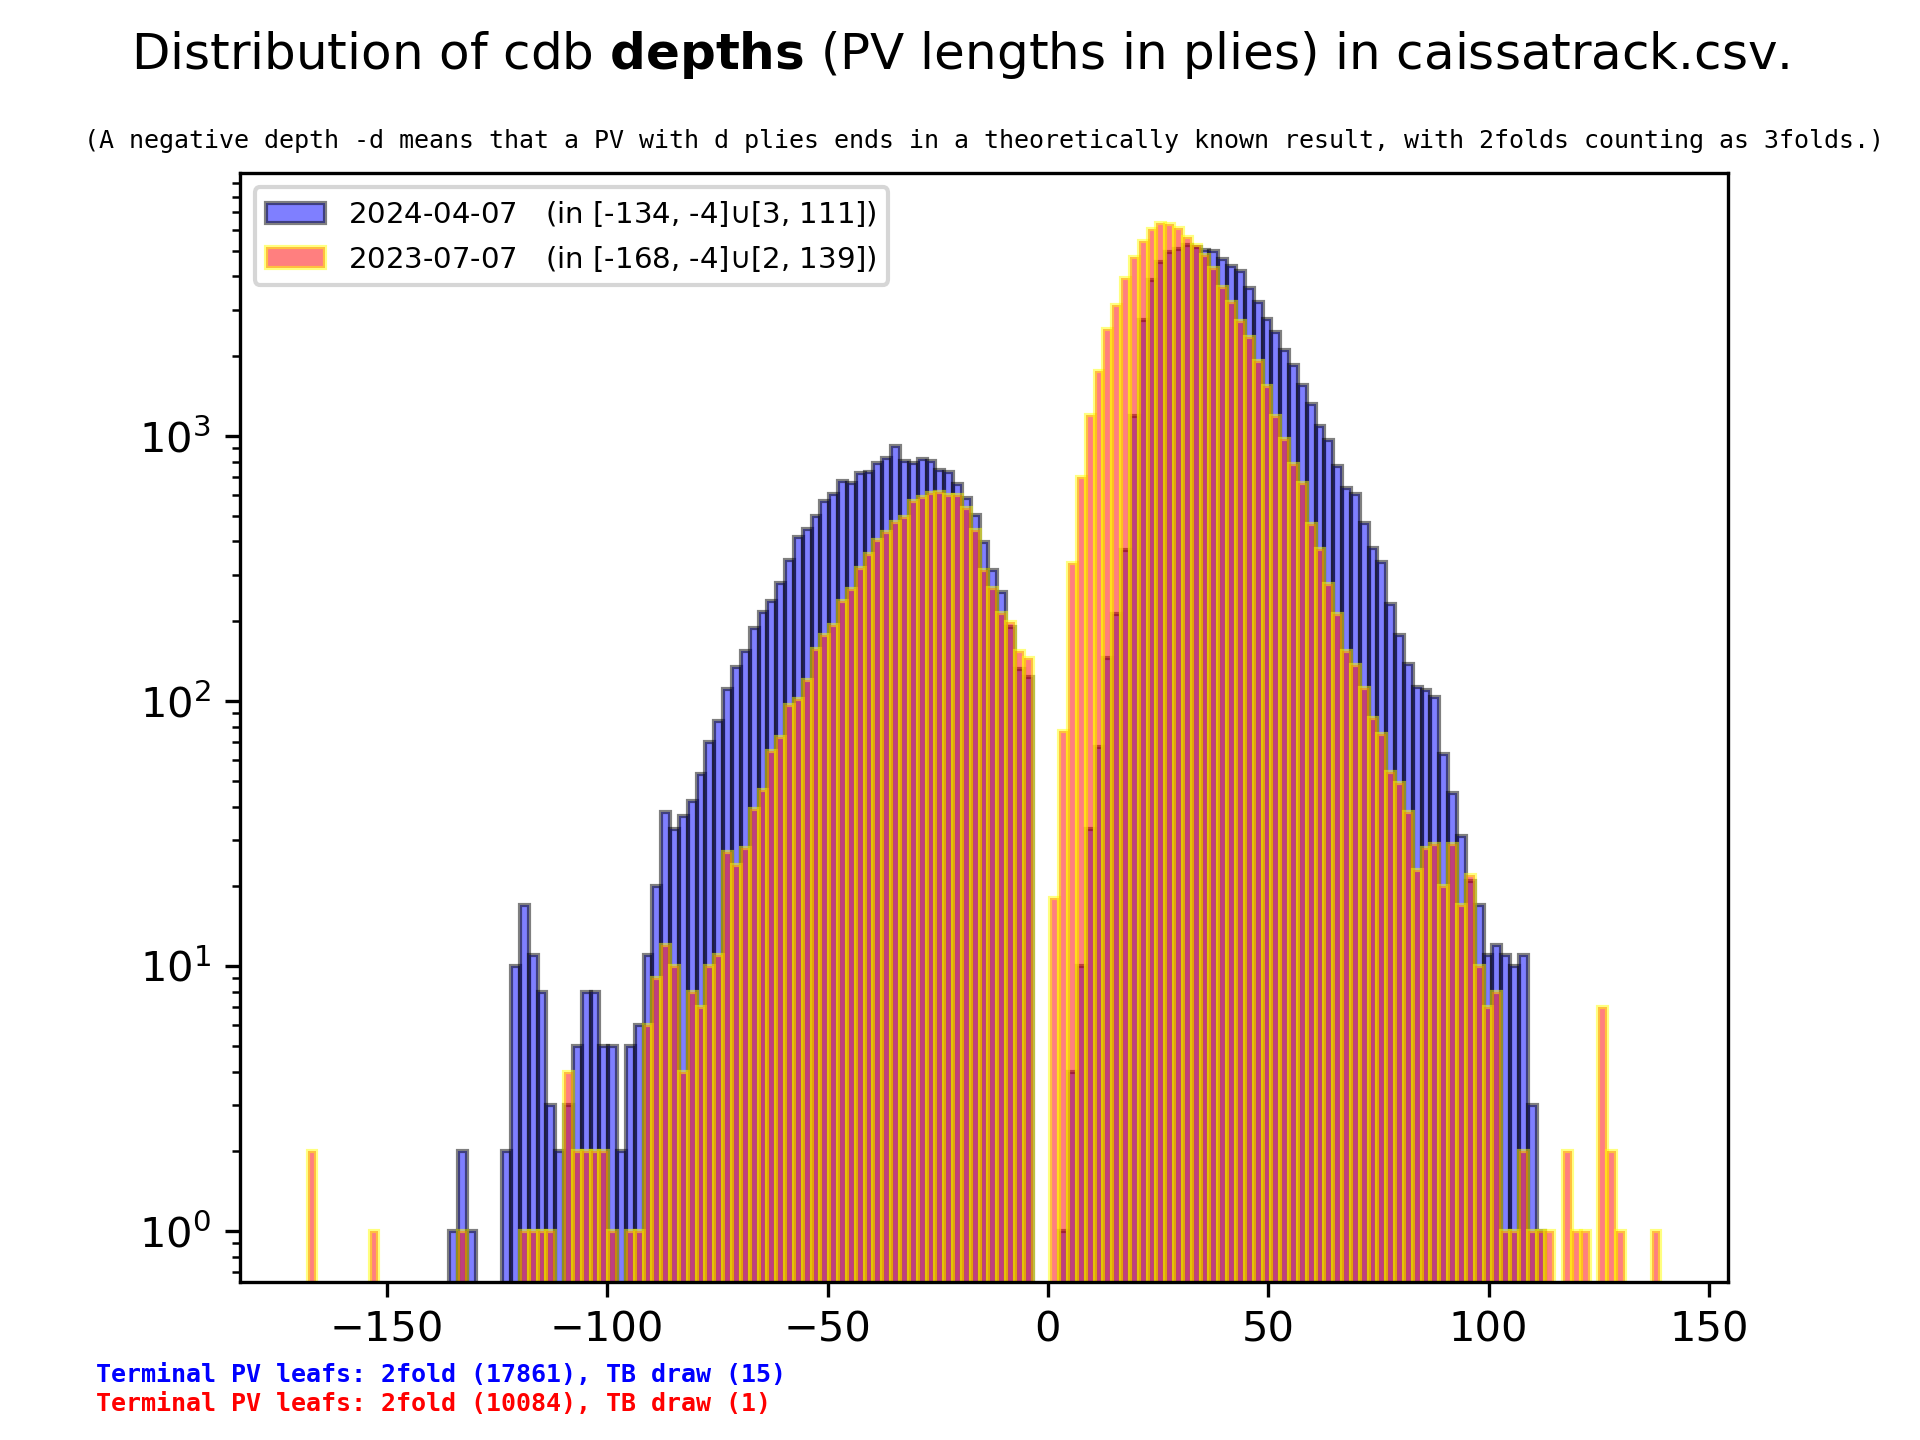 Distribution of cdb depths (PV lengths in plies) in caissatrack.csv.
(A negative depth -d means that a PV with d plies ends in a theoretically known result, with 2folds counting as 3folds.)
2024-04-07 (in [-134, -4]∪[3, 111])
2023-07-07 (in [-168, -4]∪[2, 139])
10³
10²
10¹
10⁰
−150 −100 −50 0 50 100 150
Terminal PV leafs: 2fold (17861), TB draw (15)
Terminal PV leafs: 2fold (10084), TB draw (1)